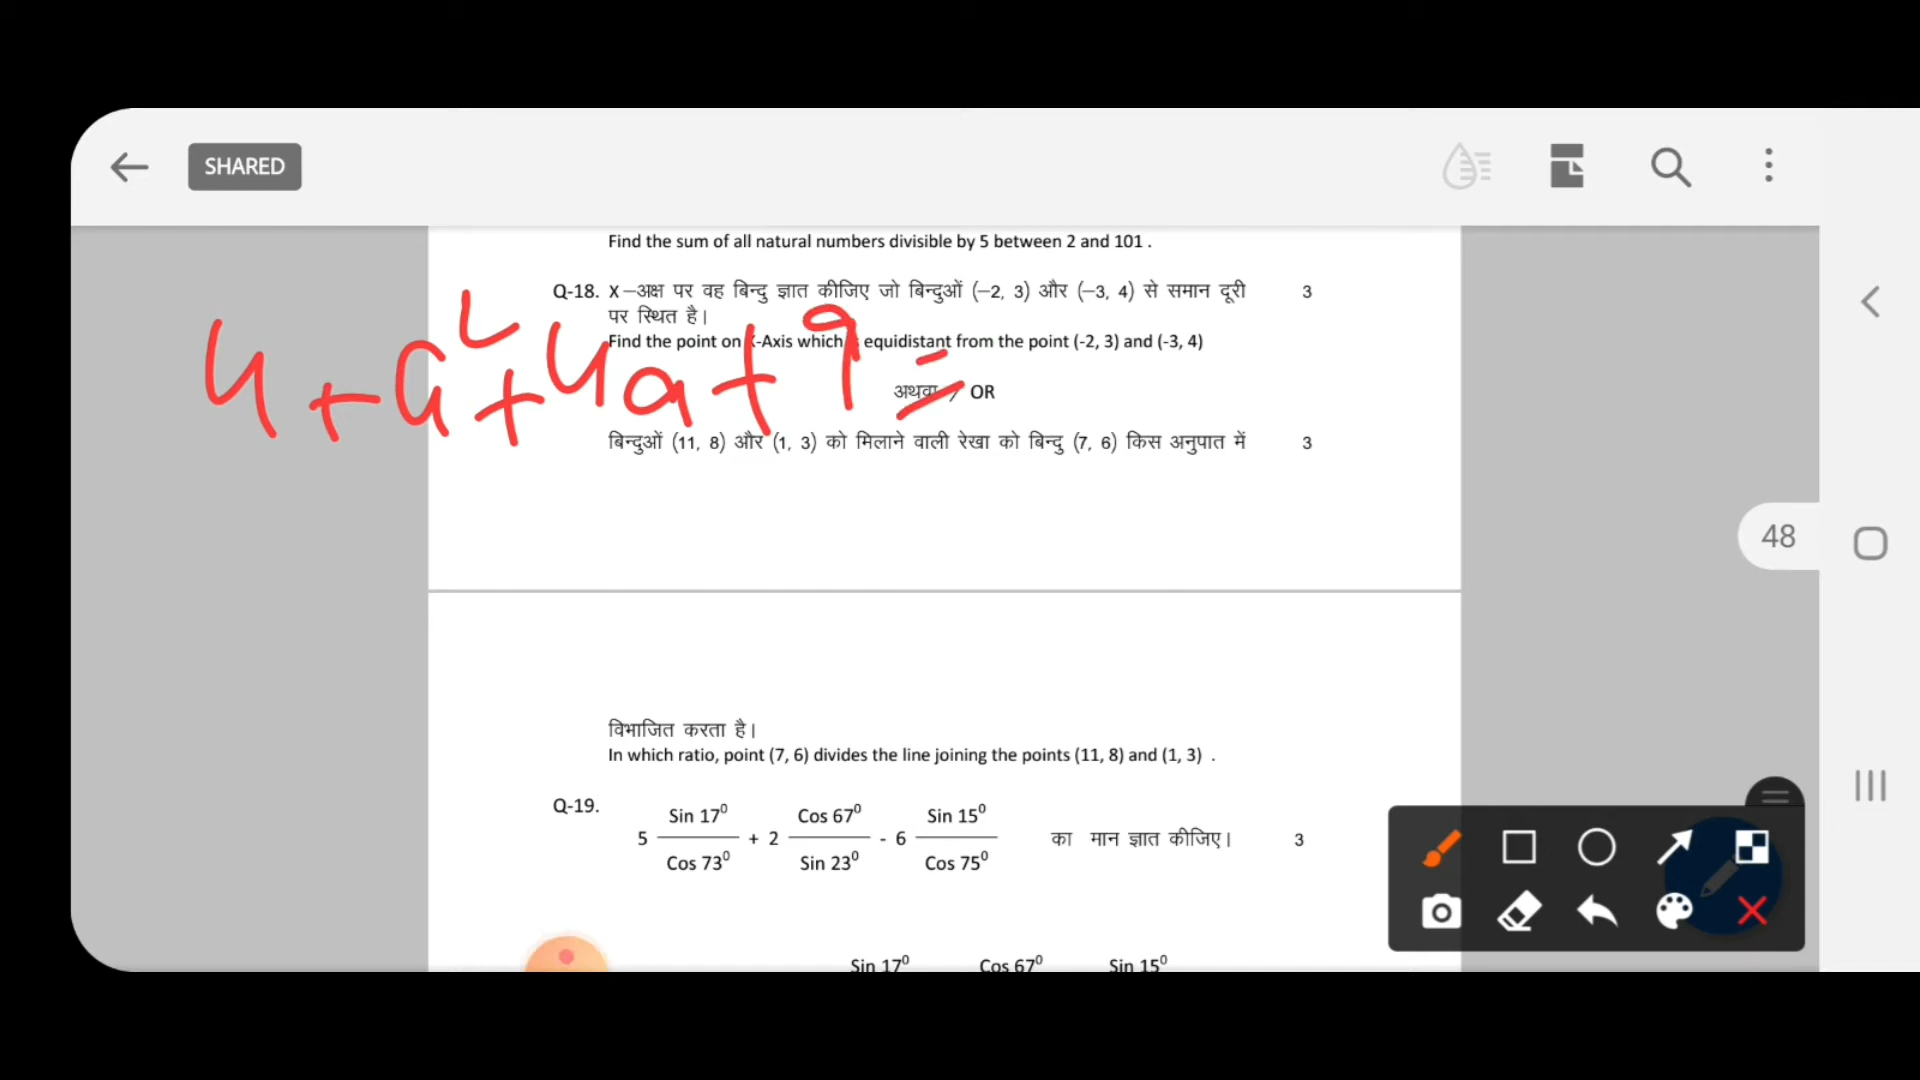 SHARED
Find the sum of all natural numbers divisible by 5 between 2 and 101 .
Q-18. X –अक्ष पर वह बिन्दु ज्ञात कीजिए जो बिन्दुओं (–2, 3) और (–3, 4) से समान दूरी 3
पर स्थित है।
Find the point on X-Axis which is equidistant from the point (-2, 3) and (-3, 4)
4 + a² + 4a + 9 =
अथवा / OR
बिन्दुओं (11, 8) और (1, 3) को मिलाने वाली रेखा को बिन्दु (7, 6) किस अनुपात में 3
48
विभाजित करता है।
In which ratio, point (7, 6) divides the line joining the points (11, 8) and (1, 3) .
Q-19.
Sin 17⁰ Cos 67⁰ Sin 15⁰
5 + 2 - 6 का मान ज्ञात कीजिए। 3
Cos 73⁰ Sin 23⁰ Cos 75⁰
Sin 17⁰ Cos 67⁰ Sin 15⁰